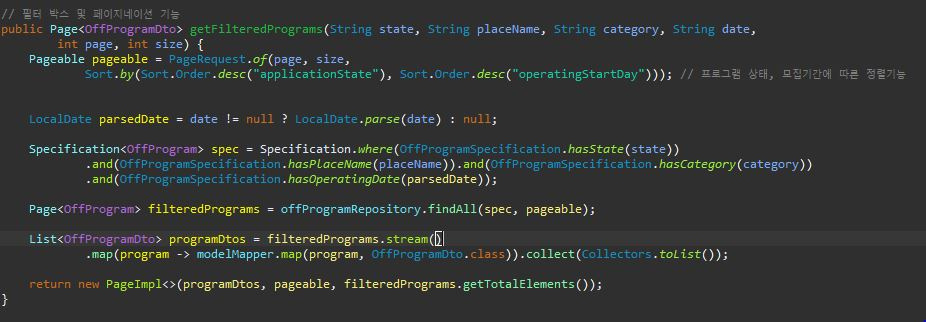 // 필터 박스 및 페이지네이션 기능
public Page<OffProgramDto> getFilteredPrograms(String state, String placeName, String category, String date,
int page, int size) {
Pageable pageable = PageRequest.of(page, size,
Sort.by(Sort.Order.desc("applicationState"), Sort.Order.desc("operatingStartDay"))); // 프로그램 상태, 모집기간에 따른 정렬기능
LocalDate parsedDate = date != null ? LocalDate.parse(date) : null;
Specification<OffProgram> spec = Specification.where(OffProgramSpecification.hasState(state))
.and(OffProgramSpecification.hasPlaceName(placeName)).and(OffProgramSpecification.hasCategory(category))
.and(OffProgramSpecification.hasOperatingDate(parsedDate));
Page<OffProgram> filteredPrograms = offProgramRepository.findAll(spec, pageable);
List<OffProgramDto> programDtos = filteredPrograms.stream()
.map(program -> modelMapper.map(program, OffProgramDto.class)).collect(Collectors.toList());
return new PageImpl<>(programDtos, pageable, filteredPrograms.getTotalElements());
}